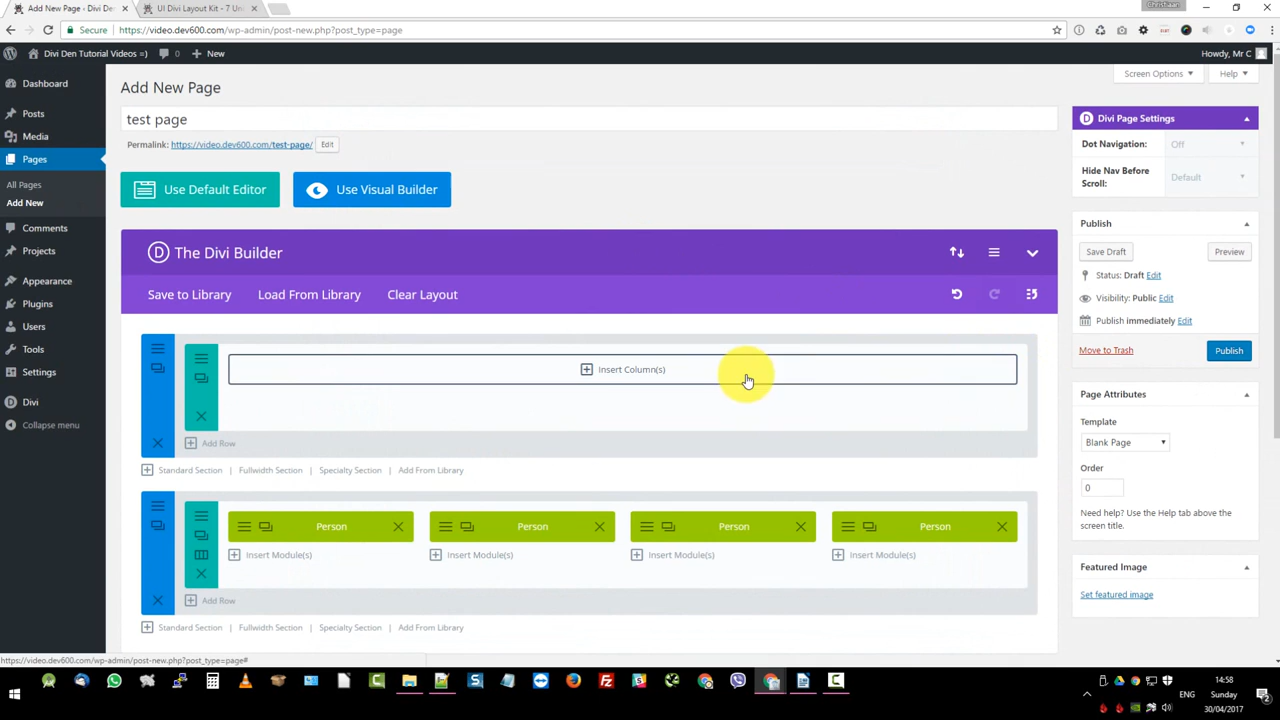 Add New Page - Divi De
UI Divi Layout Kit - 7 Un
Christiaan
Secure
https://video.dev600.com/wp-admin/post-new.php?post_type=page
Divi Den Tutorial Videos =)
0
New
Howdy, Mr C
Dashboard
Posts
Media
Pages
All Pages
Add New
Comments
Projects
Appearance
Plugins
Users
Tools
Settings
Divi
Collapse menu
Screen Options
Help
Add New Page
test page
Permalink: https://video.dev600.com/test-page/ Edit
Use Default Editor
Use Visual Builder
The Divi Builder
Save to Library
Load From Library
Clear Layout
Insert Column(s)
Add Row
Standard Section | Fullwidth Section | Specialty Section | Add From Library
Person Person Person Person
Insert Module(s) Insert Module(s) Insert Module(s) Insert Module(s)
Add Row
Standard Section | Fullwidth Section | Specialty Section | Add From Library
Divi Page Settings
Dot Navigation: Off
Hide Nav Before
Scroll:
Default
Publish
Save Draft
Preview
Status: Draft Edit
Visibility: Public Edit
Publish immediately Edit
Move to Trash
Publish
Page Attributes
Template
Blank Page
Order
0
Need help? Use the Help tab above the
screen title.
Featured Image
Set featured image
https://video.dev600.com/wp-admin/post-new.php?post_type=page#
14:58
ENG
Sunday
30/04/2017